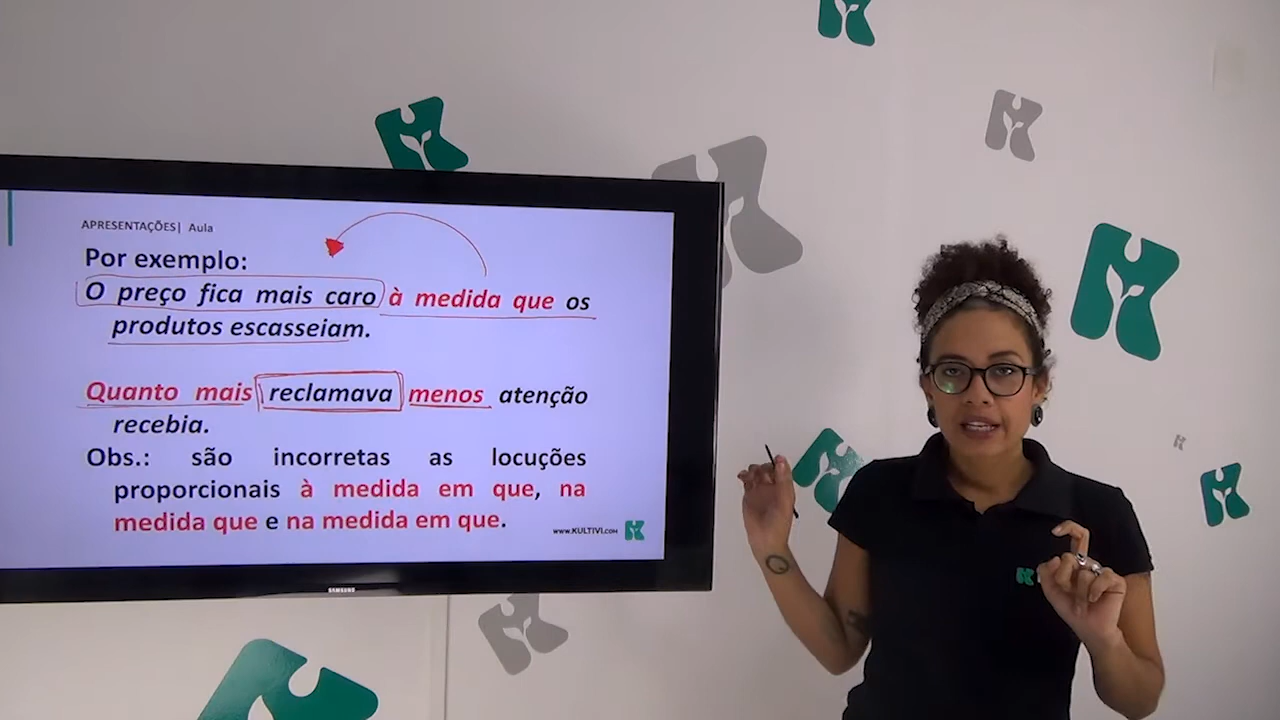 APRESENTAÇÕES| Aula
Por exemplo:
O preço fica mais caro à medida que os
produtos escasseiam.
Quanto mais reclamava menos atenção
recebia.
Obs.: são incorretas as locuções
proporcionais à medida em que, na
medida que e na medida em que.
www.KULTIVI.com
SAMSUNG